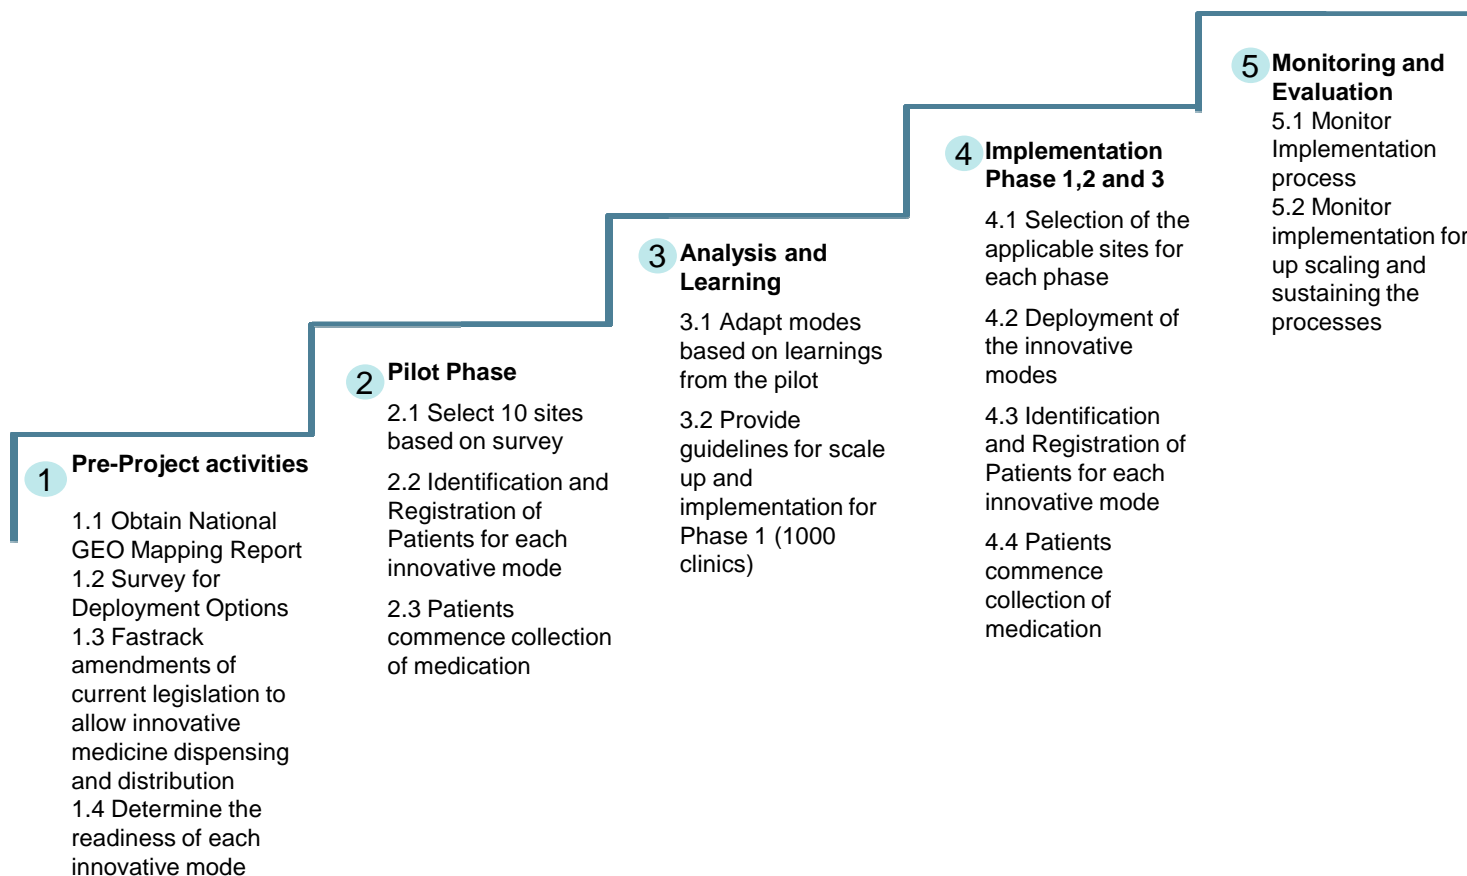 1
Pre-Project activities
1.1 Obtain National
GEO Mapping Report
1.2 Survey for
Deployment Options
1.3 Fastrack
amendments of
current legislation to
allow innovative
medicine dispensing
and distribution
1.4 Determine the
readiness of each
innovative mode
2
Pilot Phase
2.1 Select 10 sites
based on survey
2.2 Identification and
Registration of
Patients for each
innovative mode
2.3 Patients
commence collection
of medication
3
Analysis and
Learning
3.1 Adapt modes
based on learnings
from the pilot
3.2 Provide
guidelines for scale
up and
implementation for
Phase 1 (1000
clinics)
4
Implementation
Phase 1,2 and 3
4.1 Selection of the
applicable sites for
each phase
4.2 Deployment of
the innovative
modes
4.3 Identification
and Registration of
Patients for each
innovative mode
4.4 Patients
commence
collection of
medication
5
Monitoring and
Evaluation
5.1 Monitor
Implementation
process
5.2 Monitor
implementation for
up scaling and
sustaining the
processes